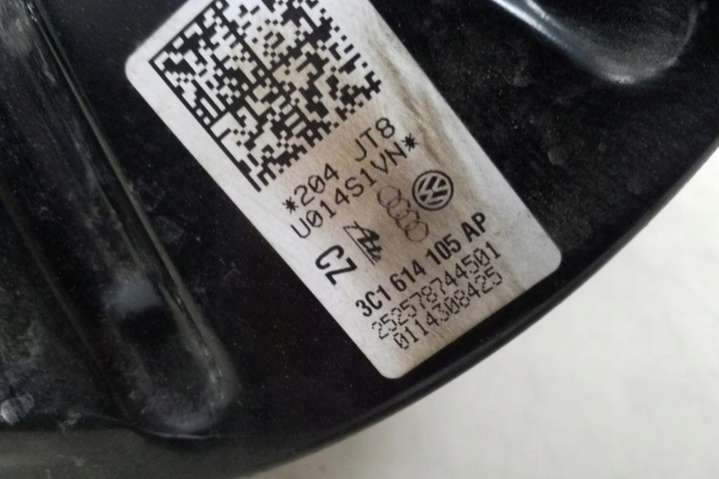 *204 JT8
U014S1VN*
CZ
3C1 614 105 AP
252578744501
0114308425